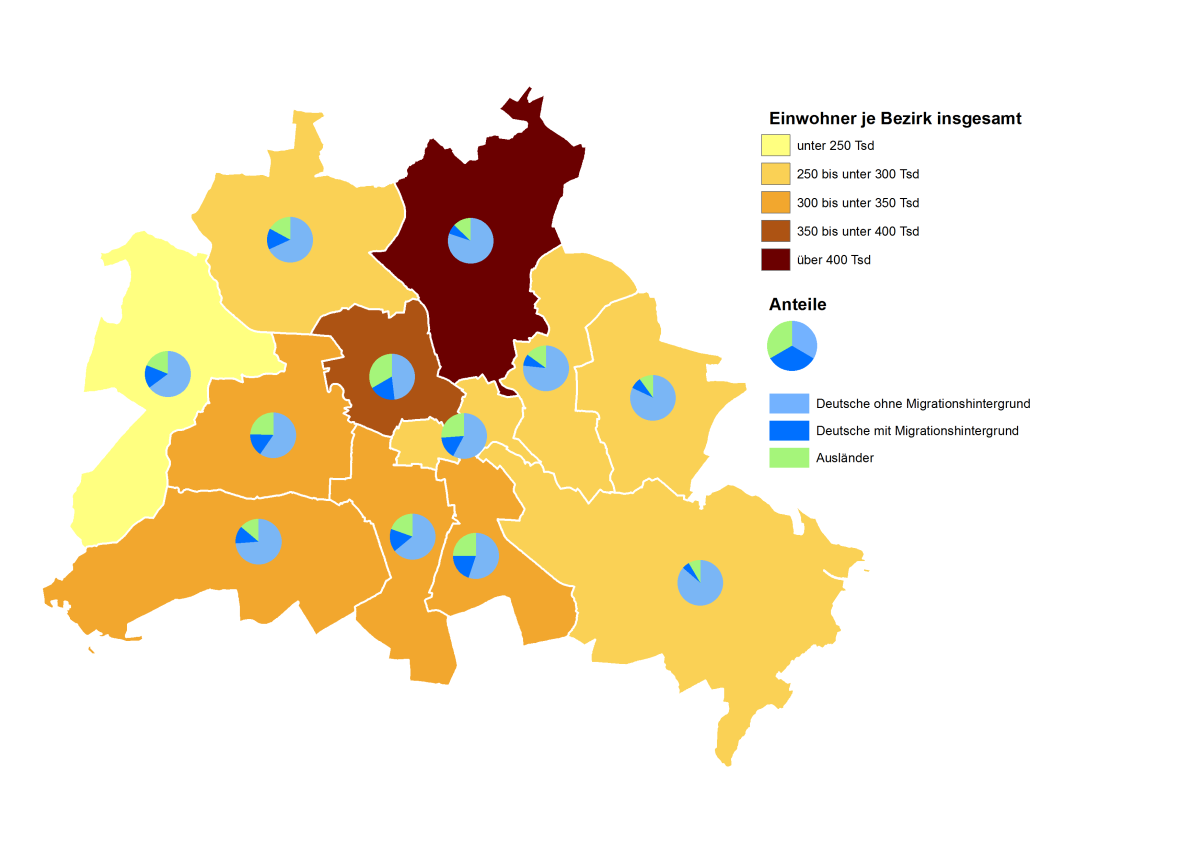 Einwohner je Bezirk insgesamt
unter 250 Tsd
250 bis unter 300 Tsd
300 bis unter 350 Tsd
350 bis unter 400 Tsd
über 400 Tsd
Anteile
Deutsche ohne Migrationshintergrund
Deutsche mit Migrationshintergrund
Ausländer